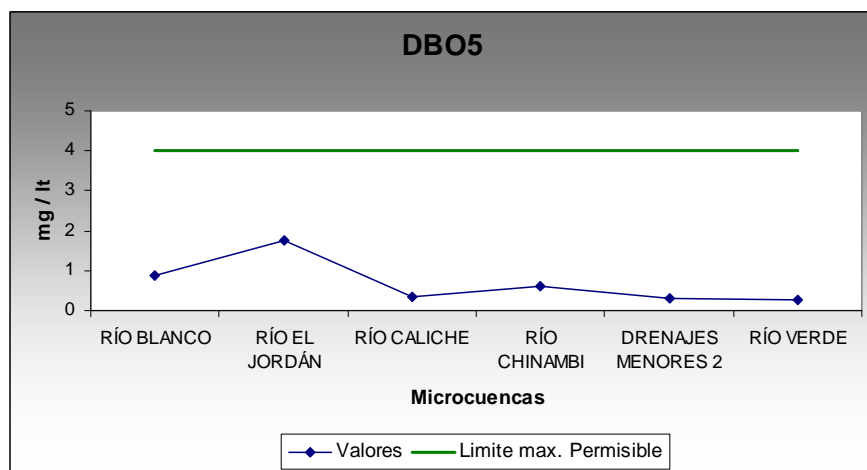 DBO5
5
4
3
2
1
0
mg / lt
RÍO BLANCO
RÍO EL
JORDÁN
RÍO CALICHE
RÍO
CHINAMBI
DRENAJES
MENORES 2
RÍO VERDE
Microcuencas
Valores
Limite max. Permisible